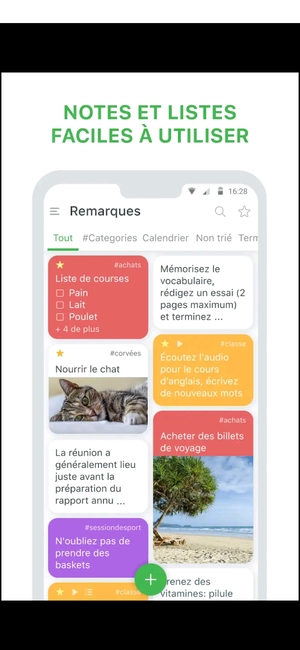 NOTES ET LISTES
FACILES À UTILISER
16:28
Remarques
Tout #Categories Calendrier Non trié Term
#achats
Liste de courses
Pain
Lait
Poulet
+ 4 de plus
Mémorisez le
vocabulaire,
rédigez un essai (2
pages maximum)
et terminez ...
#corvées
Nourrir le chat
#classe
Écoutez l'audio
pour le cours
d'anglais, écrivez
de nouveaux mots
#achats
Acheter des billets
de voyage
La réunion a
généralement lieu
juste avant la
préparation du
rapport annu ...
#sessiondesport
N'oubliez pas de
prendre des
baskets
#classe
renez des
vitamines: pilule